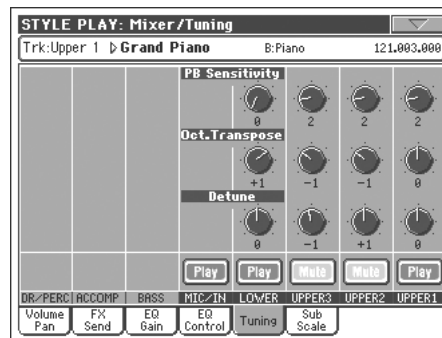 STYLE PLAY: Mixer/Tuning
Trk:Upper 1 Grand Piano B:Piano 121.003.000
PB Sensitivity
0 2 2 2
Oct.Transpose
+1 -1 -1 0
Detune
0 -1 +1 0
Play Play Mute Mute Play
DR/PERC ACCOMP BASS MIC/IN LOWER UPPER3 UPPER2 UPPER1
Volume Pan FX Send EQ Gain EQ Control Tuning Sub Scale